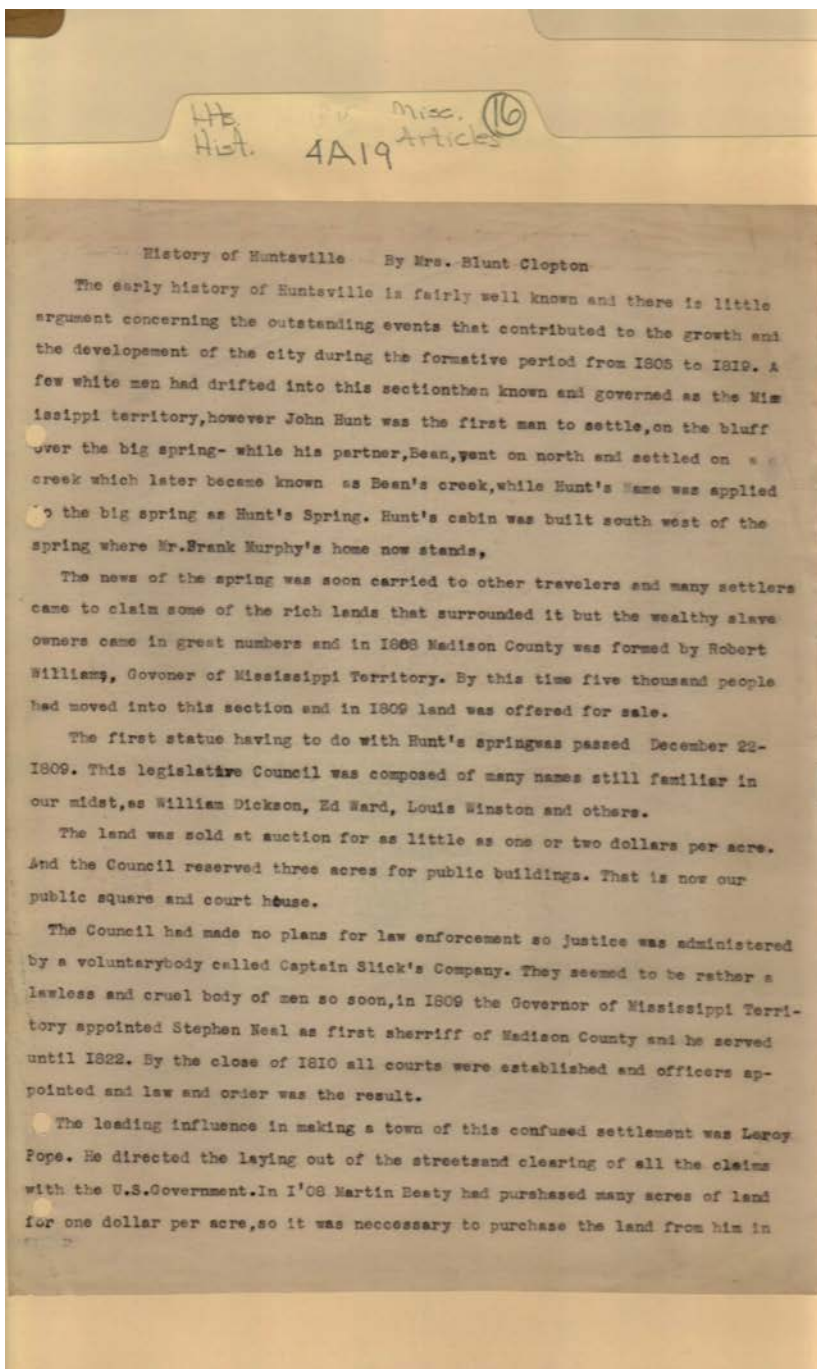 Hts. Misc. 16
Hist. 4A19 Articles
History of Huntsville By Mrs. Blunt Clopton
The early history of Huntsville is fairly well known and there is little
argument concerning the outstanding events that contributed to the growth and
the developement of the city during the formative period from I805 to I8I9. A
few white men had drifted into this sectionthen known and governed as the Miss
issippi territory,however John Hunt was the first man to settle,on the bluff
over the big spring- while his partner,Bean,went on north and settled on a
creek which later became known as Bean's creek,while Hunt's Name was applied
to the big spring as Hunt's Spring. Hunt's cabin was built south west of the
spring where Mr.Frank Murphy's home now stands,
The news of the spring was soon carried to other travelers and many settlers
came to claim some of the rich lands that surrounded it but the wealthy slave
owners came in great numbers and in I808 Madison County was formed by Robert
Williams, Govoner of Mississippi Territory. By this time five thousand people
had moved into this section and in I809 land was offered for sale.
The first statue having to do with Hunt's springwas passed December 22-
I809. This legislative Council was composed of many names still familiar in
our midst,as William Dickson, Ed Ward, Louis Winston and others.
The land was sold at auction for as little as one or two dollars per acre.
And the Council reserved three acres for public buildings. That is now our
public square and court house.
The Council had made no plans for law enforcement so justice was administered
by a voluntarybody called Captain Slick's Company. They seemed to be rather a
lawless and cruel body of men so soon,in I809 the Governor of Mississippi Terri-
tory appointed Stephen Neal as first sherriff of Madison County and he served
until I822. By the close of I8I0 all courts were established and officers ap-
pointed and law and order was the result.
The leading influence in making a town of this confused settlement was Leroy
Pope. He directed the laying out of the streetsand clearing of all the claims
with the U.S.Government.In I'08 Martin Beaty had purshased many acres of land
for one dollar per acre,so it was neccessary to purchase the land from him in